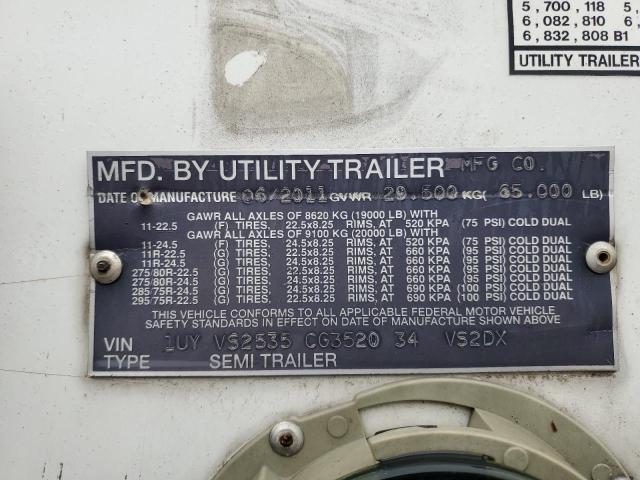 5,700,118 5,
6,082,810 6,
6,832,808 B1
UTILITY TRAILER
MFD. BY UTILITY TRAILER MFG CO.
DATE OF MANUFACTURE 06/2011 GVWR 29.500 KG( 65.000 LB)
GAWR ALL AXLES OF 8620 KG (19000 LB) WITH
11-22.5 (F) TIRES, 22.5x8.25 RIMS, AT 520 KPA (75 PSI) COLD DUAL
GAWR ALL AXLES OF 9100 KG (20000 LB) WITH
11-24.5 (F) TIRES, 24.5x8.25 RIMS, AT 520 KPA (75 PSI) COLD DUAL
11R-22.5 (G) TIRES, 22.5x8.25 RIMS, AT 660 KPA (95 PSI) COLD DUAL
11R-24.5 (G) TIRES, 24.5x8.25 RIMS, AT 660 KPA (95 PSI) COLD DUAL
275/80R-22.5 (G) TIRES, 22.5x8.25 RIMS, AT 660 KPA (95 PSI) COLD DUAL
275/80R-24.5 (G) TIRES, 24.5x8.25 RIMS, AT 660 KPA (95 PSI) COLD DUAL
285/75R-24.5 (G) TIRES, 24.5x8.25 RIMS, AT 690 KPA (100 PSI) COLD DUAL
295/75R-22.5 (G) TIRES, 22.5x8.25 RIMS, AT 690 KPA (100 PSI) COLD DUAL
THIS VEHICLE CONFORMS TO ALL APPLICABLE FEDERAL MOTOR VEHICLE
SAFETY STANDARDS IN EFFECT ON DATE OF MANUFACTURE SHOWN ABOVE
VIN 1UY VS2535 CG3520 34 VS2DX
TYPE SEMI TRAILER